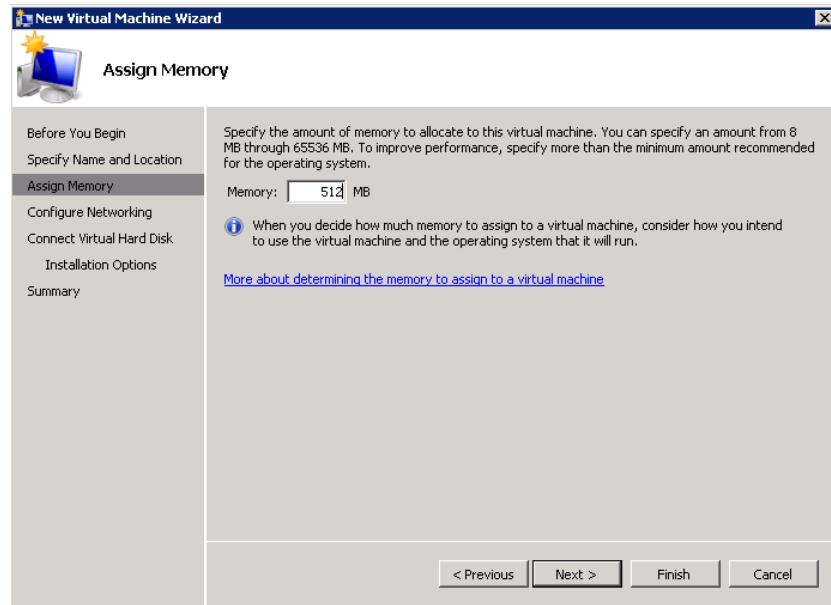 New Virtual Machine Wizard
Assign Memory
Before You Begin
Specify Name and Location
Assign Memory
Configure Networking
Connect Virtual Hard Disk
Installation Options
Summary
Specify the amount of memory to allocate to this virtual machine. You can specify an amount from 8
MB through 65536 MB. To improve performance, specify more than the minimum amount recommended
for the operating system.
Memory: 512 MB
When you decide how much memory to assign to a virtual machine, consider how you intend
to use the virtual machine and the operating system that it will run.
More about determining the memory to assign to a virtual machine
< Previous Next > Finish Cancel